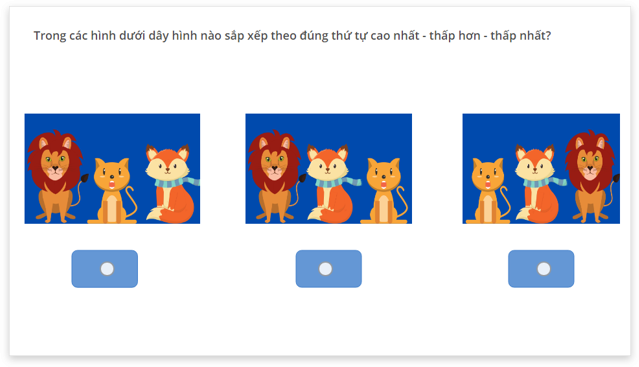 Trong các hình dưới dây hình nào sắp xếp theo đúng thứ tự cao nhất - thấp hơn - thấp nhất?